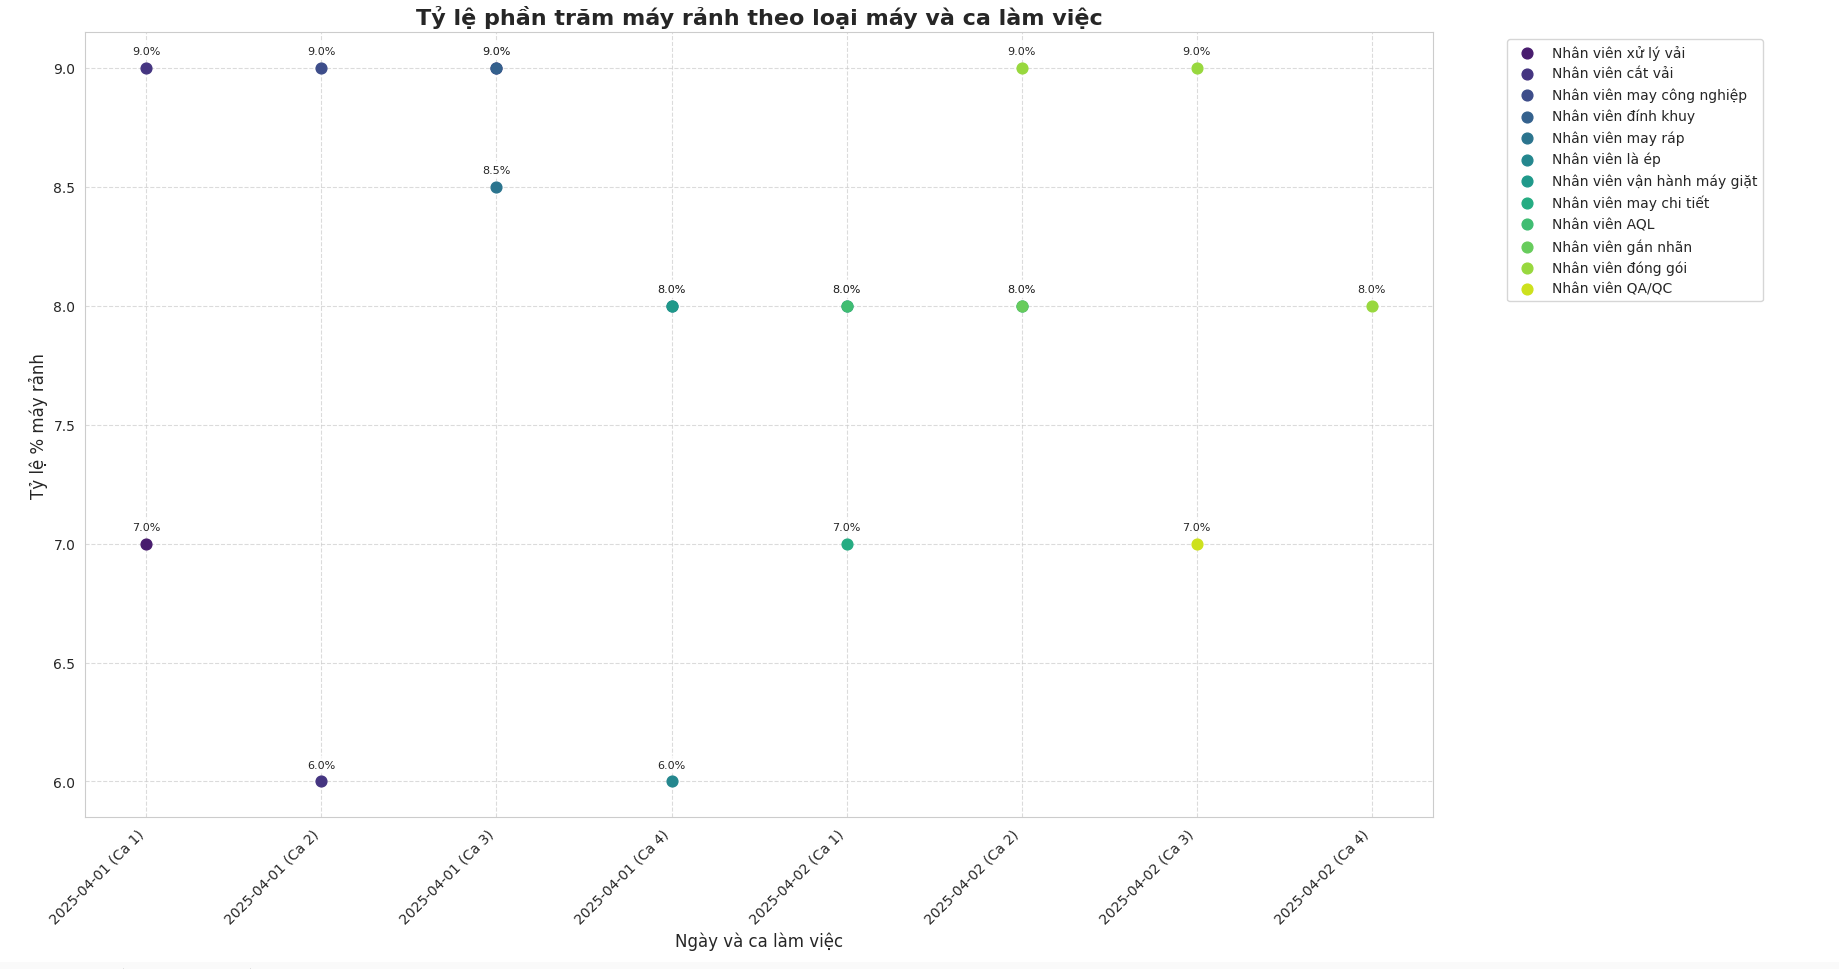 Tỷ lệ phần trăm máy rảnh theo loại máy và ca làm việc
9.0% 9.0% 9.0% 9.0% 9.0%
8.5%
8.0% 8.0% 8.0% 8.0%
7.0% 7.0% 7.0%
6.0% 6.0%
9.0
8.5
8.0
7.5
7.0
6.5
6.0
Tỷ lệ % máy rảnh
2025-04-01 (Ca 1)
2025-04-01 (Ca 2)
2025-04-01 (Ca 3)
2025-04-01 (Ca 4)
2025-04-02 (Ca 1)
2025-04-02 (Ca 2)
2025-04-02 (Ca 3)
2025-04-02 (Ca 4)
Ngày và ca làm việc
Nhân viên xử lý vải
Nhân viên cắt vải
Nhân viên may công nghiệp
Nhân viên đính khuy
Nhân viên may ráp
Nhân viên là ép
Nhân viên vận hành máy giặt
Nhân viên may chi tiết
Nhân viên AQL
Nhân viên gắn nhãn
Nhân viên đóng gói
Nhân viên QA/QC